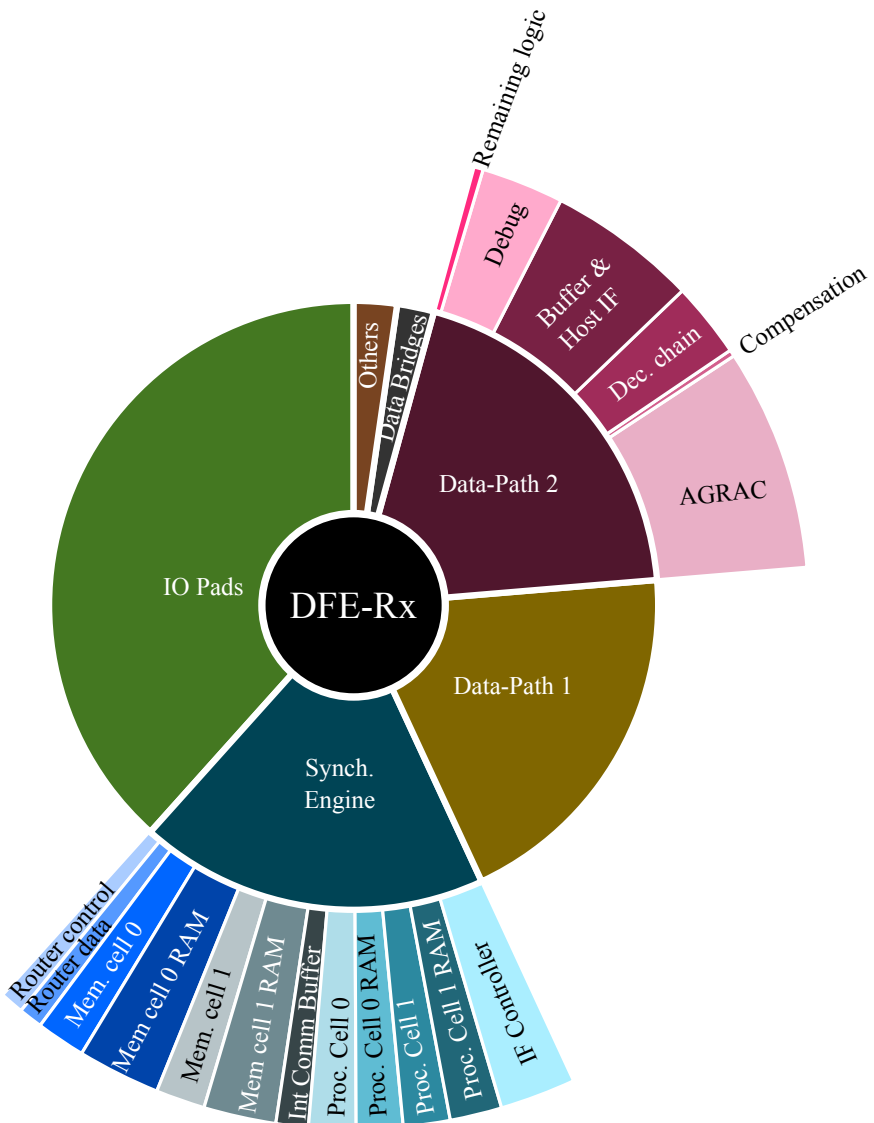 Remaining logic
Debug
Buffer &
Host IF
Dec. chain
Compensation
AGRAC
Others
Data Bridges
Data-Path 2
IO Pads
DFE-Rx
Data-Path 1
Synch.
Engine
Router control
Router data
Mem. cell 0
Mem cell 0 RAM
Mem. cell 1
Mem cell 1 RAM
Int Comm Buffer
Proc. Cell 0
Proc. Cell 0 RAM
Proc. Cell 1
Proc. Cell 1 RAM
IF Controller